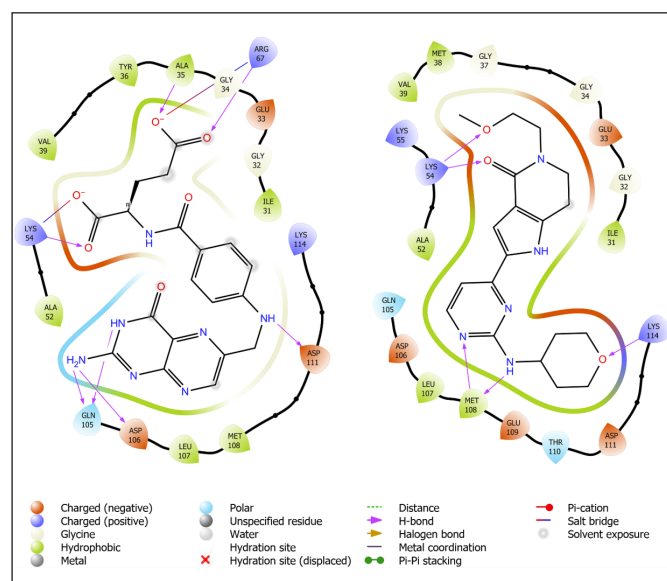 ARG
67
ALA
35
TYR
36
GLY
34
GLU
33
VAL
39
GLY
32
ILE
31
LYS
54
ALA
52
LYS
114
ASP
111
GLN
105
ASP
106
LEU
107
MET
108
O⁻
O
O⁻
O
R
NH
O
O
HN
N
NH
H₂N
N
N
MET
38
GLY
37
VAL
39
GLY
34
LYS
55
GLU
33
LYS
54
GLY
32
ILE
31
ALA
52
GLN
105
ASP
106
LEU
107
MET
108
GLU
109
THR
110
ASP
111
LYS
114
O
O
N
NH
N
N
N
H
O
Charged (negative)
Charged (positive)
Glycine
Hydrophobic
Metal
Polar
Unspecified residue
Water
Hydration site
Hydration site (displaced)
Distance
H-bond
Halogen bond
Metal coordination
Pi-Pi stacking
Pi-cation
Salt bridge
Solvent exposure